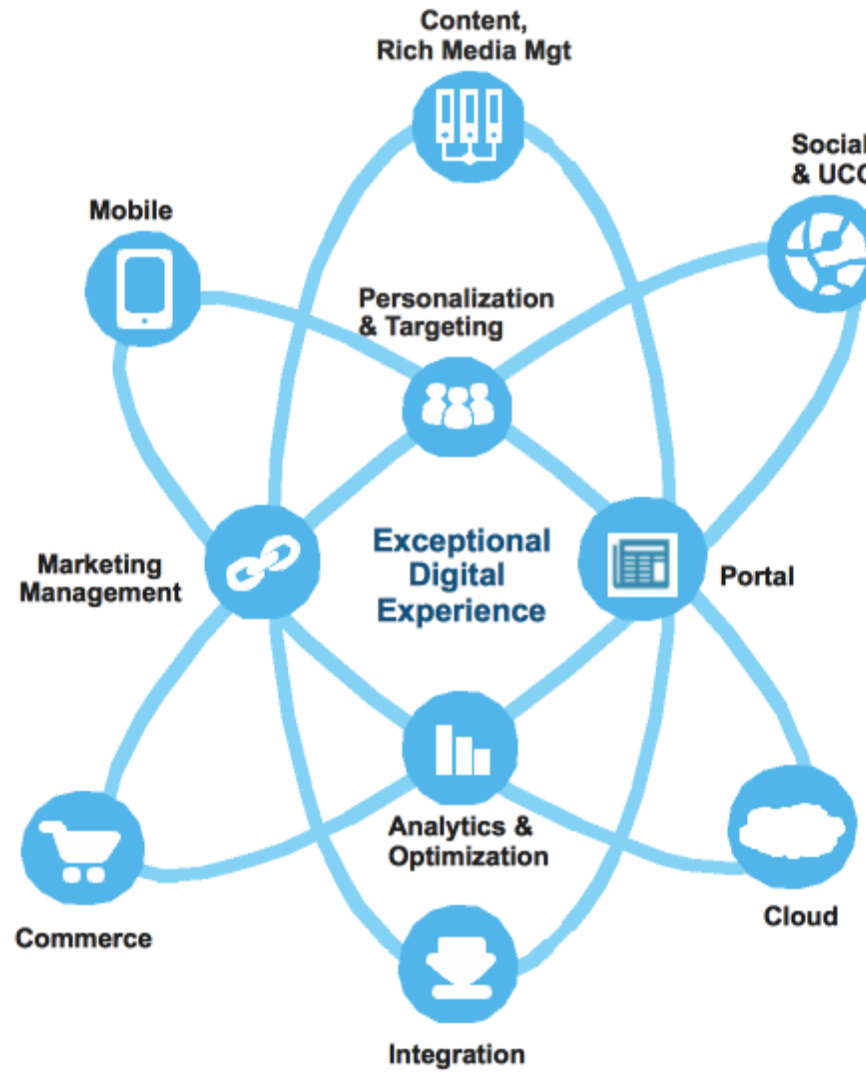 Content,
Rich Media Mgt
Social
Mobile
Personalization
& Targeting
Exceptional
Digital
Experience
Marketing
Management
Portal
Analytics &
Optimization
Commerce
Cloud
Integration